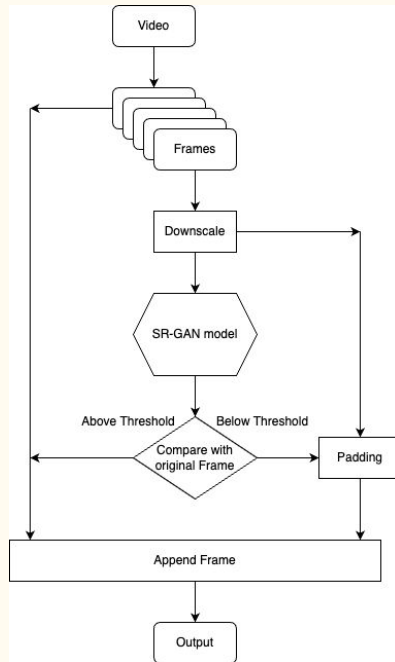 Video
Frames
Downscale
SR-GAN model
Above Threshold
Below Threshold
Compare with
original Frame
Padding
Append Frame
Output